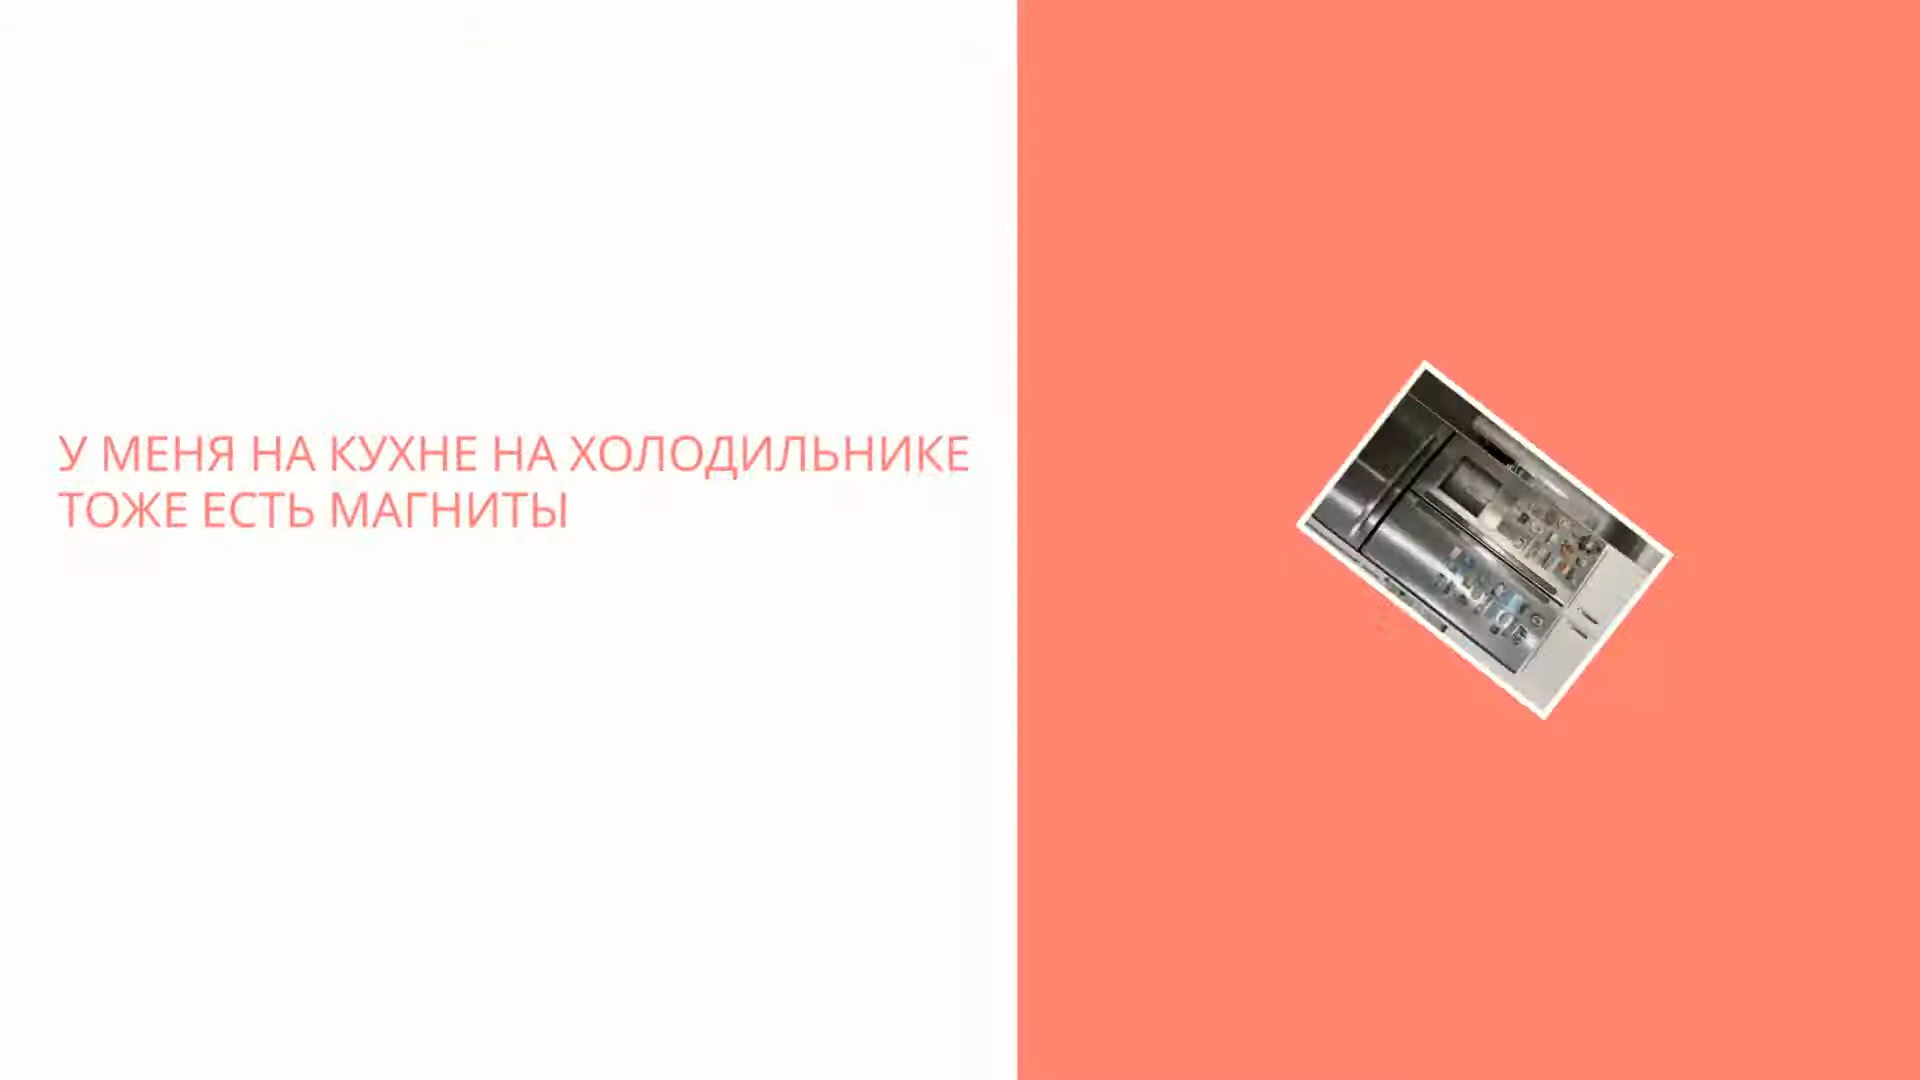 У МЕНЯ НА КУХНЕ НА ХОЛОДИЛЬНИКЕ
ТОЖЕ ЕСТЬ МАГНИТЫ